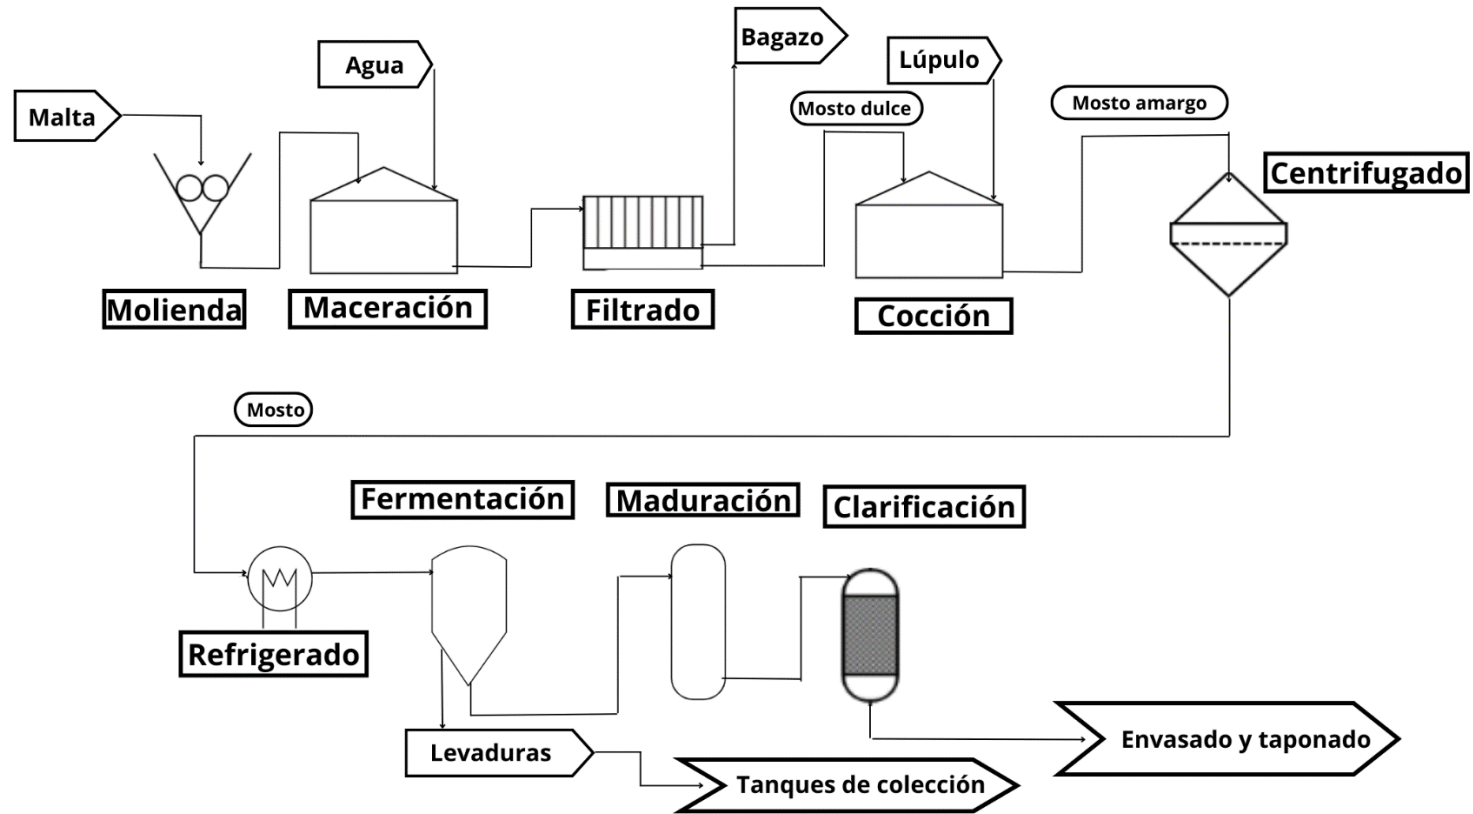 Malta
Agua
Bagazo
Lúpulo
Mosto dulce
Mosto amargo
Centrifugado
Molienda
Maceración
Filtrado
Cocción
Mosto
Fermentación
Maduración
Clarificación
Refrigerado
Levaduras
Tanques de colección
Envasado y taponado